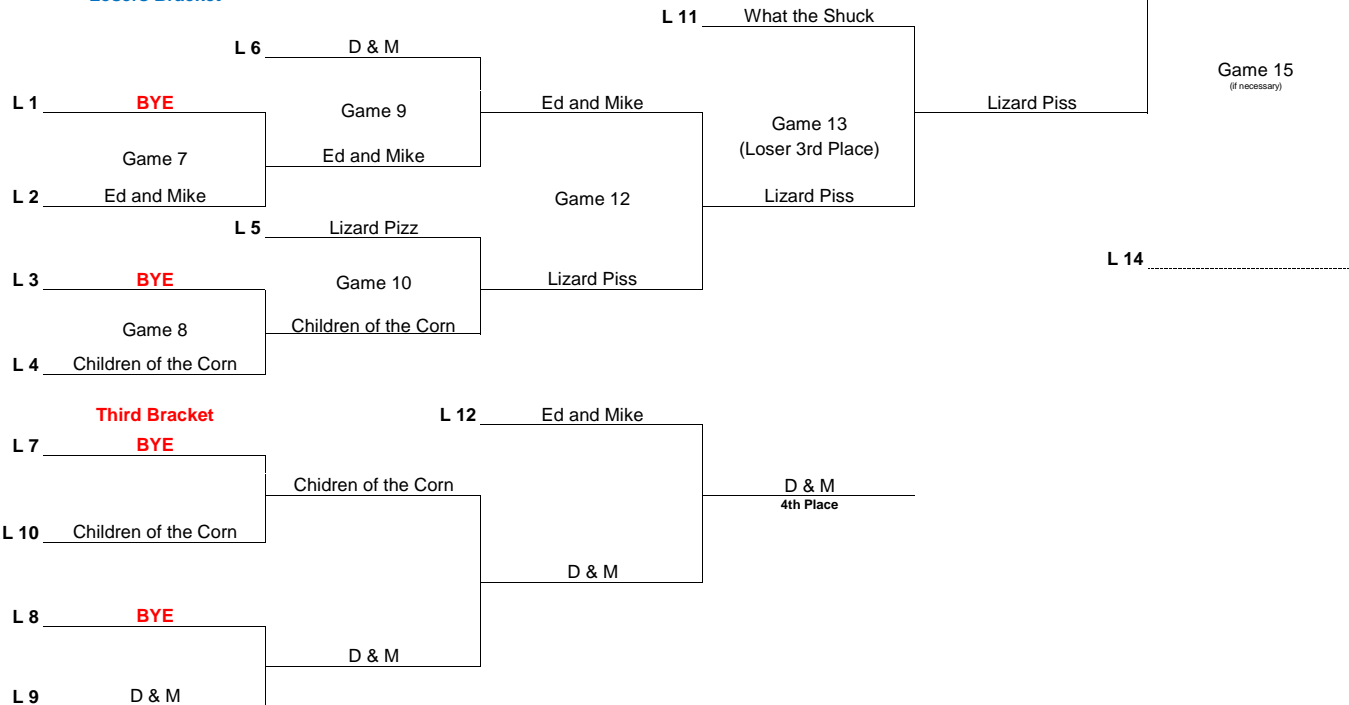 Losers Bracket
L 11 What the Shuck
L 6 D & M
Game 15
(if necessary)
L 1 BYE
Game 9
Ed and Mike
Lizard Piss
Game 13
(Loser 3rd Place)
Game 7
Ed and Mike
L 2 Ed and Mike
Game 12
Lizard Piss
L 5 Lizard Pizz
L 14
L 3 BYE
Game 10
Lizard Piss
Game 8
Children of the Corn
L 4 Children of the Corn
Third Bracket
L 12 Ed and Mike
L 7 BYE
Chidren of the Corn
D & M
4th Place
L 10 Children of the Corn
D & M
L 8 BYE
D & M
L 9 D & M